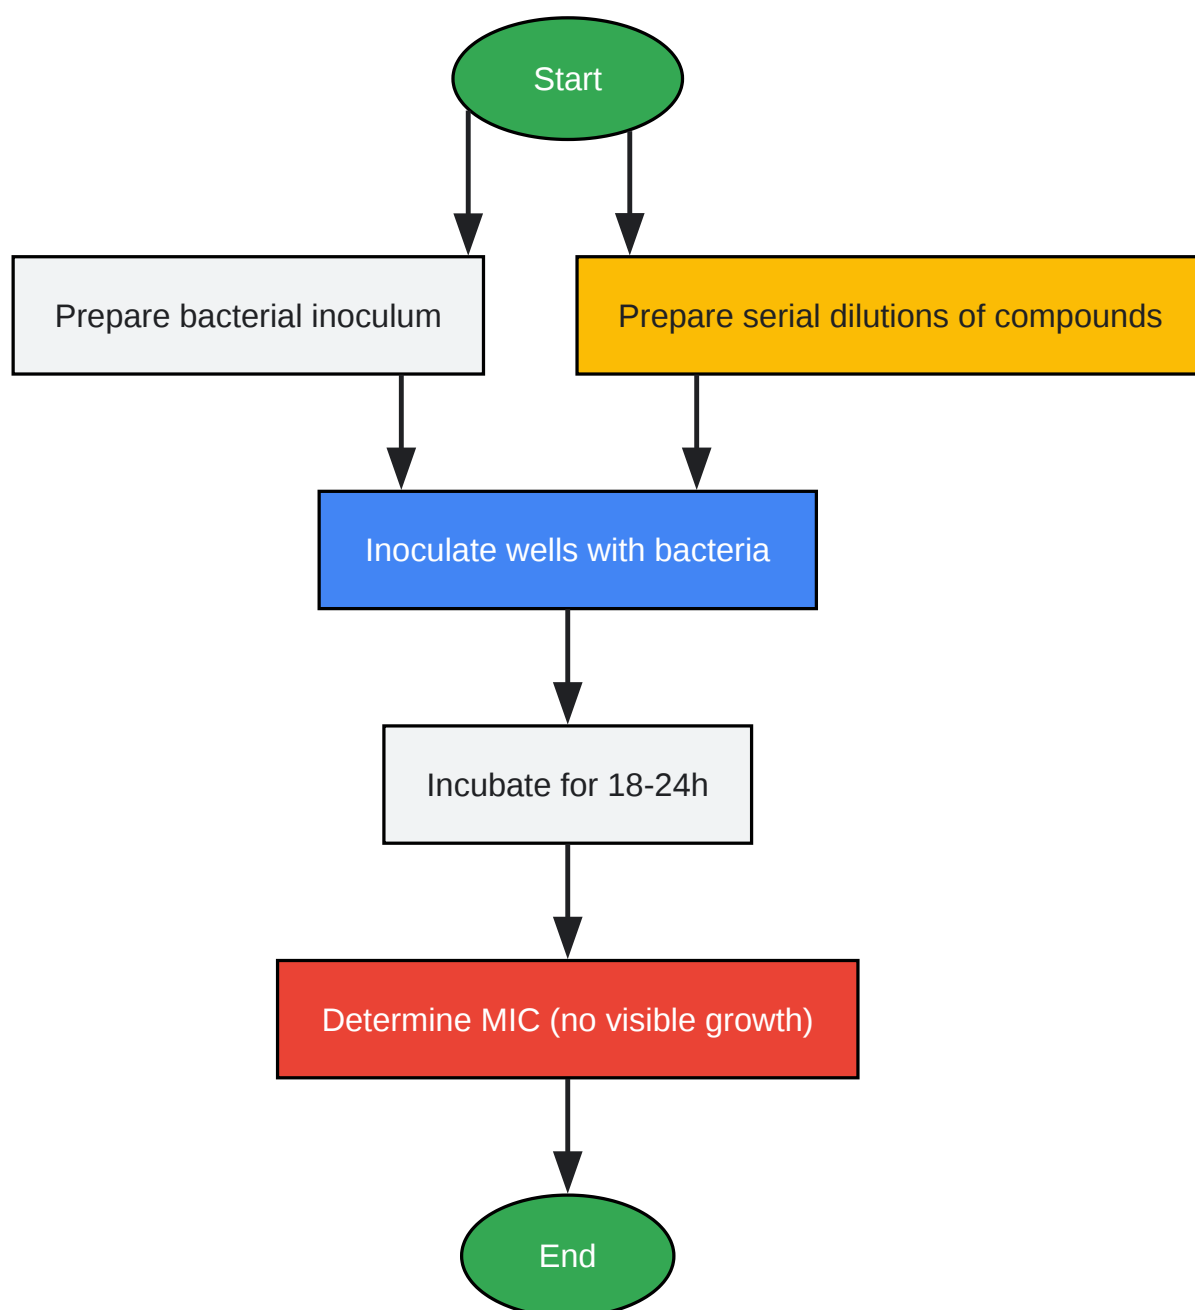 Start
Prepare bacterial inoculum
Prepare serial dilutions of compounds
Inoculate wells with bacteria
Incubate for 18-24h
Determine MIC (no visible growth)
End